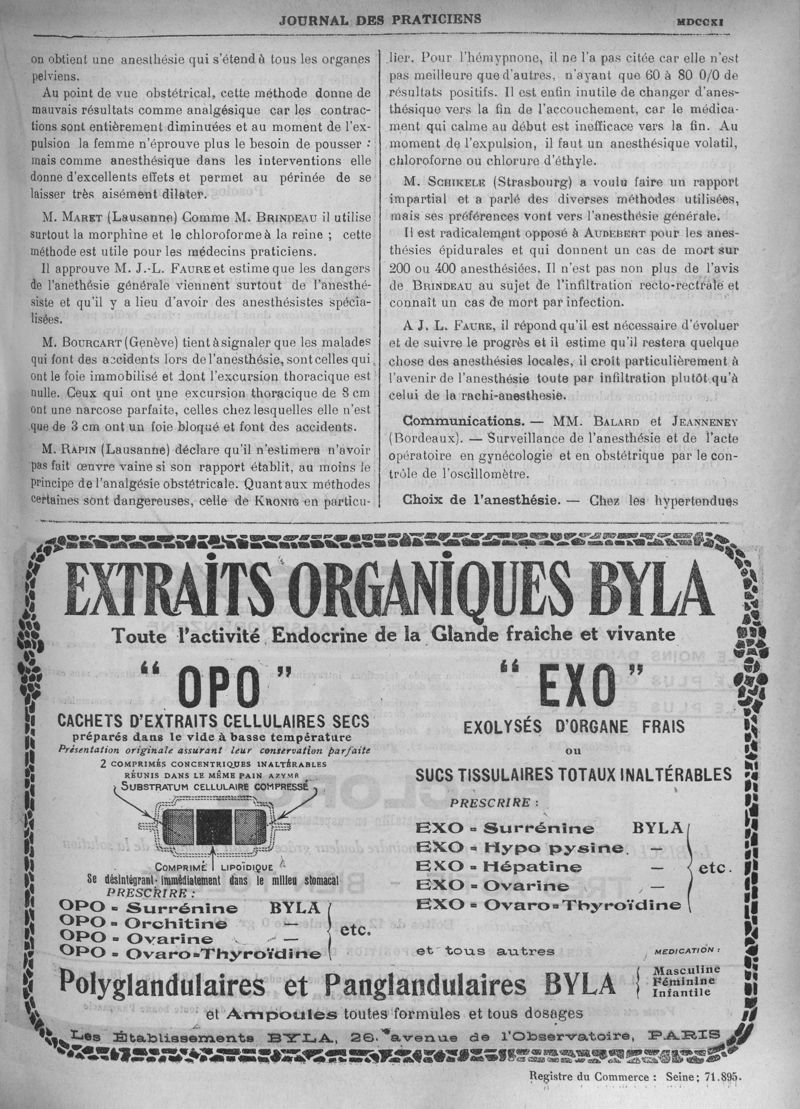 JOURNAL DES PRATICIENS
MDCCXI
on obtient une anesthésie qui s'étend à tous les organes
pelviens.
Au point de vue obstétrical, cette méthode donne de
mauvais résultats comme analgésique car les contrac-
tions sont entièrement diminuées et au moment de l'ex-
pulsion la femme n'éprouve plus le besoin de pousser :
mais comme anesthésique dans les interventions elle
donne d'excellents effets et permet au périnée de se
laisser très aisément dilater.
M. MARET (Lausanne) Comme M. BRINDEAU il utilise
surtout la morphine et le chloroforme à la reine ; cette
méthode est utile pour les médecins praticiens.
Il approuve M. J.-L. FAURE et estime que les dangers
de l'anethésie générale viennent surtout de l'anesthé-
siste et qu'il y a lieu d'avoir des anesthésistes spécia-
lisées.
M. BOURCART (Genève) tient à signaler que les malades
qui font des accidents lors de l'anesthésie, sont celles qui
ont le foie immobilisé et dont l'excursion thoracique est
nulle. Ceux qui ont une excursion thoracique de 8 cm
ont une narcose parfaite, celles chez lesquelles elle n'est
que de 3 cm ont un foie bloqué et font des accidents.
M. RAPIN (Lausanne) déclare qu'il n'estimera n'avoir
pas fait œuvre vaine si son rapport établit, au moins le
principe de l'analgésie obstétricale. Quant aux méthodes
certaines sont dangereuses, celle de KRONIG en particu-
lier. Pour l'hémypnone, il ne l'a pas citée car elle n'est
pas meilleure que d'autres, n'ayant que 60 à 80 0/0 de
résultats positifs. Il est enfin inutile de changer d'anes-
thésique vers la fin de l'accouchement, car le médica-
ment qui calme au début est inefficace vers la fin. Au
moment de l'expulsion, il faut un anesthésique volatil,
chloroforne ou chlorure d'éthyle.
M. SCHIKELE (Strasbourg) a voulu faire un rapport
impartial et a parlé des diverses méthodes utilisées,
mais ses préférences vont vers l'anesthésie générale.
Il est radicalement opposé à AUDEBERT pour les anes-
thésies épidurales et qui donnent un cas de mort sur
200 ou 400 anesthésiées. Il n'est pas non plus de l'avis
de BRINDEAU au sujet de l'infiltration recto-rectrale et
connaît un cas de mort par infection.
A J. L. FAURE, il répond qu'il est nécessaire d'évoluer
et de suivre le progrès et il estime qu'il restera quelque
chose des anesthésies locales, il croit particulièrement à
l'avenir de l'anesthésie toute par infiltration plutôt qu'à
celui de la rachi-anesthesie.
Communications. — MM. BALARD et JEANNENEY
(Bordeaux). — Surveillance de l'anesthésie et de l'acte
opératoire en gynécologie et en obstétrique par le con-
trôle de l'oscillomètre.
Choix de l'anesthésie. — Chez les hypertendues
EXTRAITS ORGANIQUES BYLA
Toute l'activité Endocrine de la Glande fraîche et vivante
“ OPO ”
CACHETS D'EXTRAITS CELLULAIRES SECS
préparés dans le vide à basse température
Présentation originale assurant leur conservation parfaite
2 COMPRIMÉS CONCENTRIQUES INALTÉRABLES
RÉUNIS DANS LE MÊME PAIN AZYME
SUBSTRATUM CELLULAIRE COMPRESSÉ
COMPRIMÉ LIPOÏDIQUE
Se désintégrant immédiatement dans le milieu stomacal
PRESCRIRE :
OPO - Surrénine BYLA
OPO - Orchitine —
OPO - Ovarine —
OPO - Ovaro-Thyroïdine
etc.
“ EXO ”
EXOLYSÉS D'ORGANE FRAIS
ou
SUCS TISSULAIRES TOTAUX INALTÉRABLES
PRESCRIRE :
EXO - Surrénine BYLA
EXO - Hypo pysine. —
EXO - Hépatine —
EXO - Ovarine —
EXO - Ovaro-Thyroïdine
etc.
et tous autres MEDICATION :
Polyglandulaires et Panglandulaires BYLA
Masculine
Féminine
Infantile
et Ampoules toutes formules et tous dosages
Les Établissements BYLA, 26, avenue de l'Observatoire, PARIS
Registre du Commerce : Seine : 71.895.